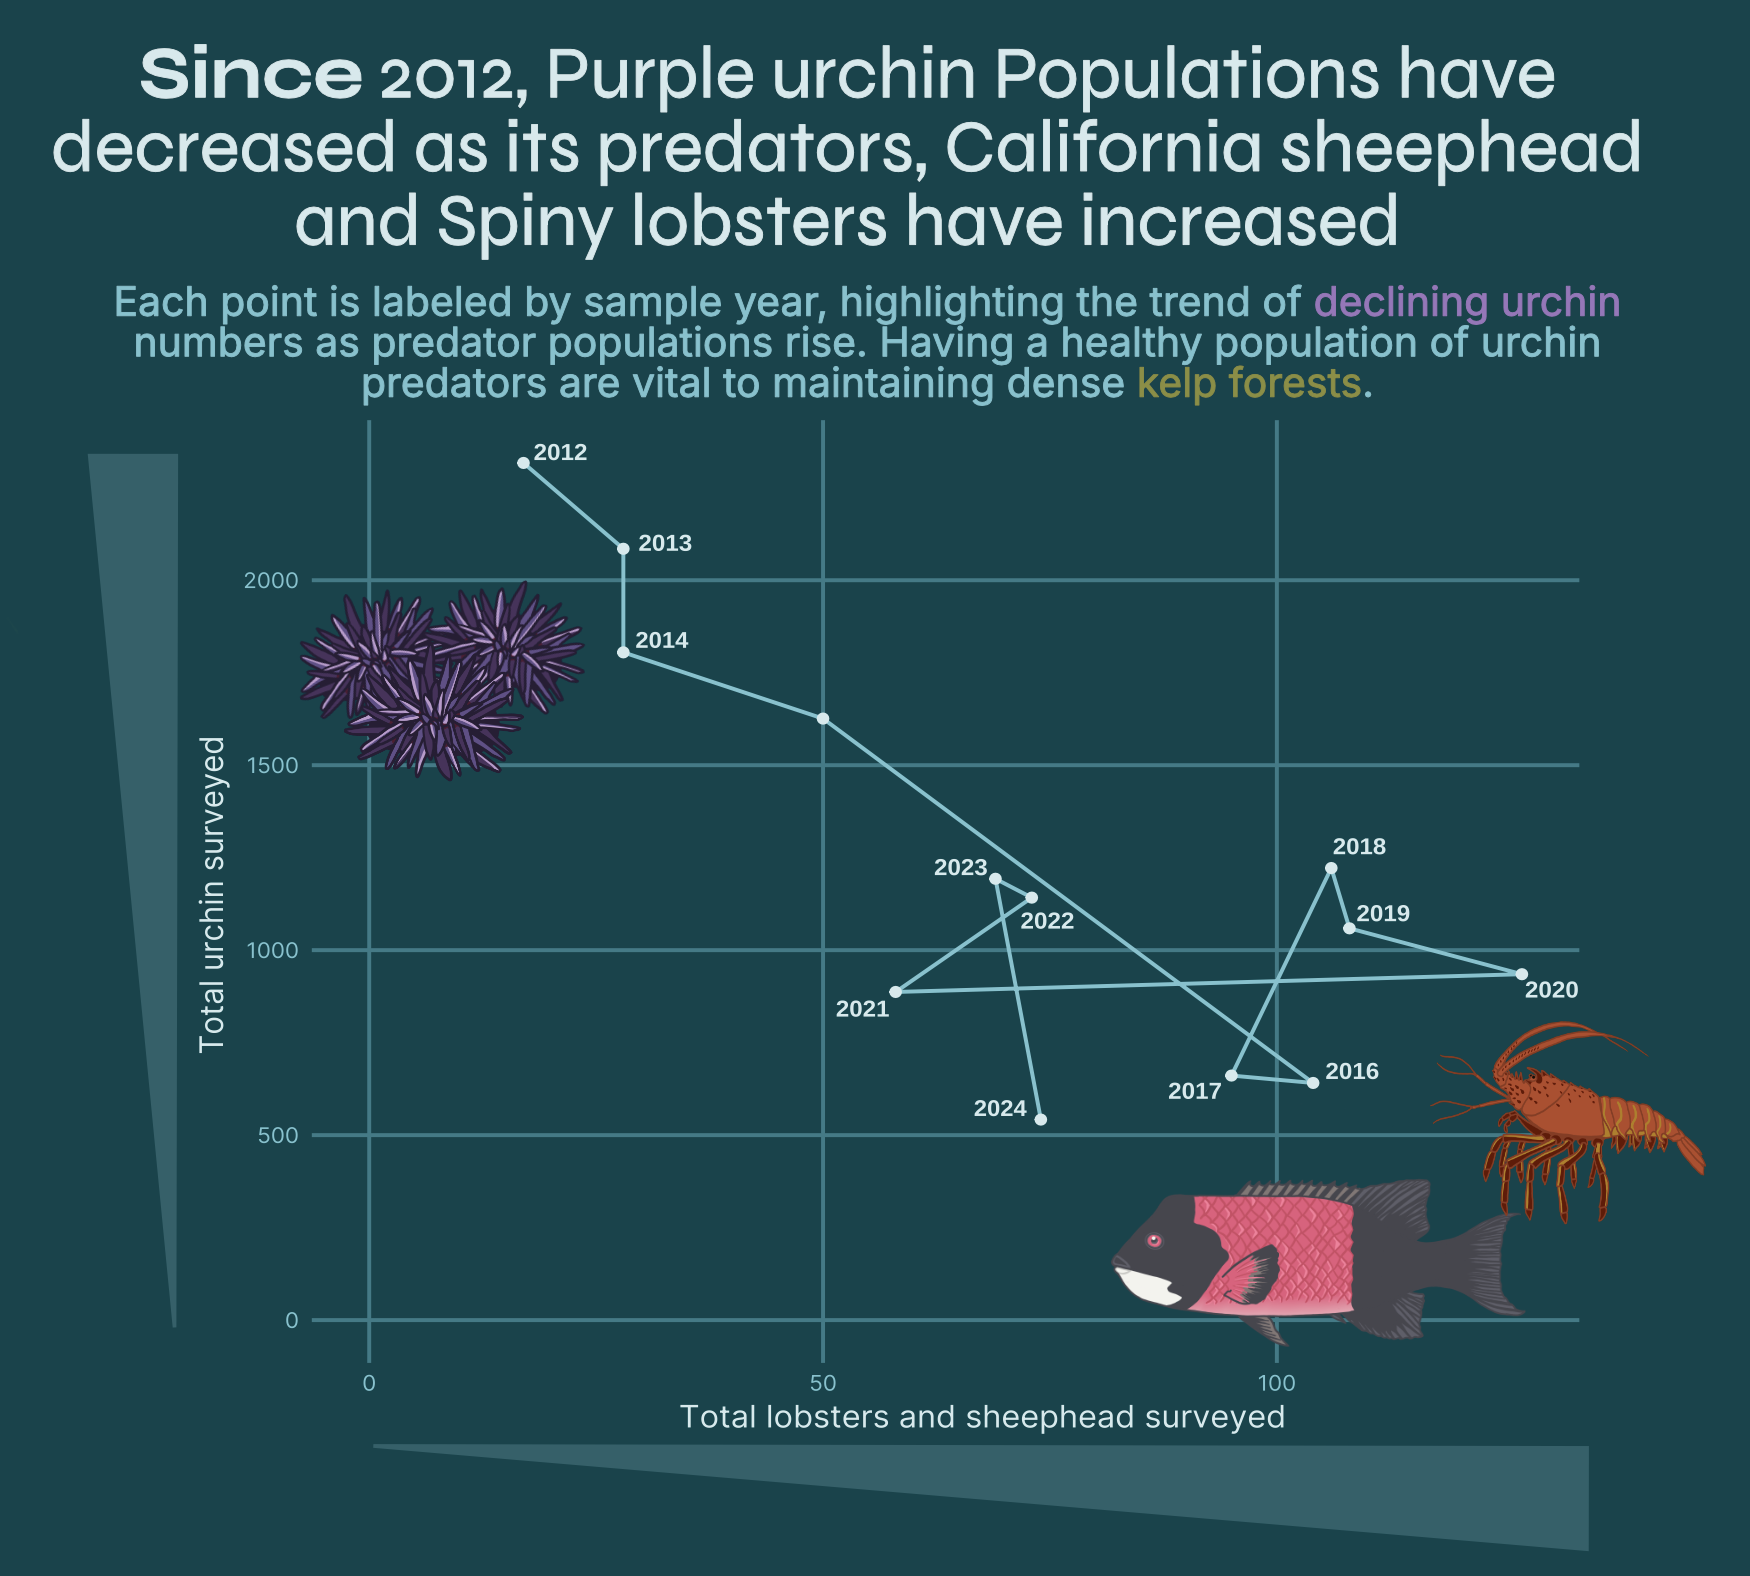 Since 2012, Purple urchin Populations have
decreased as its predators, California sheephead
and Spiny lobsters have increased
Each point is labeled by sample year, highlighting the trend of declining urchin
numbers as predator populations rise. Having a healthy population of urchin
predators are vital to maintaining dense kelp forests.
2012
2013
2000
2014
1500
Total urchin surveyed
2018
2023
2019
2022
1000
2020
2021
2016
2017
2024
500
0
0
50
100
Total lobsters and sheephead surveyed